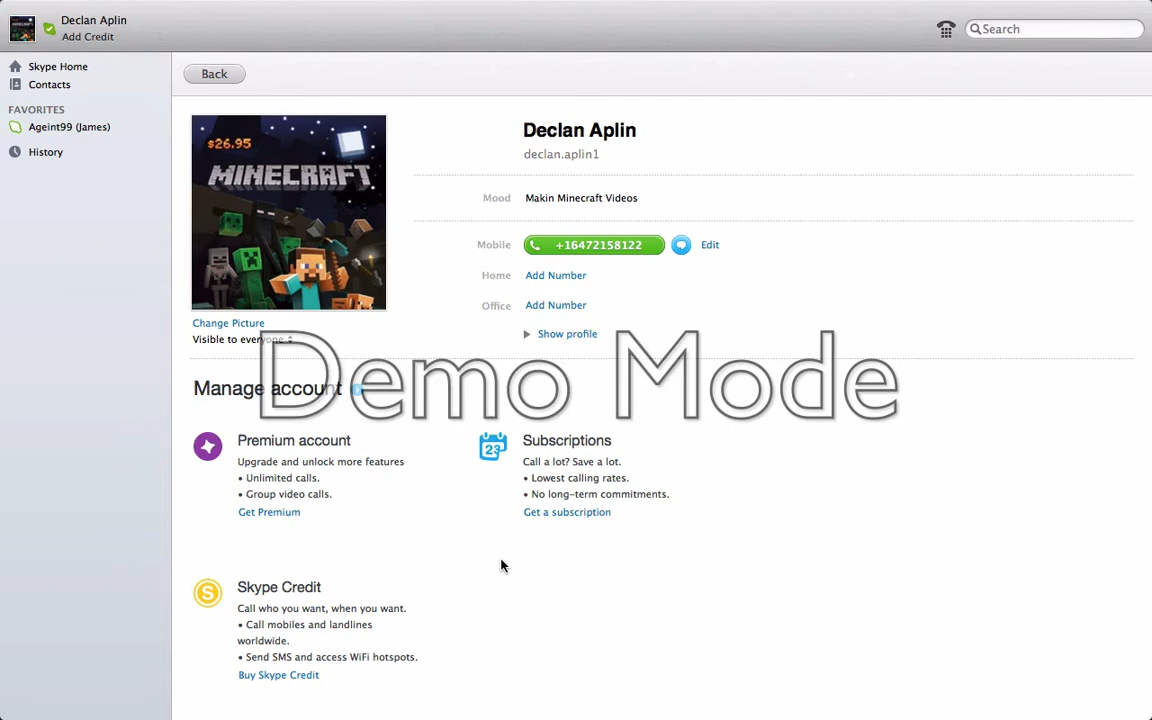 Declan Aplin
Add Credit
Search
Skype Home
Contacts
FAVORITES
Ageint99 (James)
History
Back
$26.95
MINECRAFT
Change Picture
Visible to everyone
Declan Aplin
declan.aplin1
Mood Makin Minecraft Videos
Mobile +16472158122 Edit
Home Add Number
Office Add Number
Show profile
Demo Mode
Manage account
Premium account
Upgrade and unlock more features
• Unlimited calls.
• Group video calls.
Get Premium
23
Subscriptions
Call a lot? Save a lot.
• Lowest calling rates.
• No long-term commitments.
Get a subscription
S
Skype Credit
Call who you want, when you want.
• Call mobiles and landlines
worldwide.
• Send SMS and access WiFi hotspots.
Buy Skype Credit